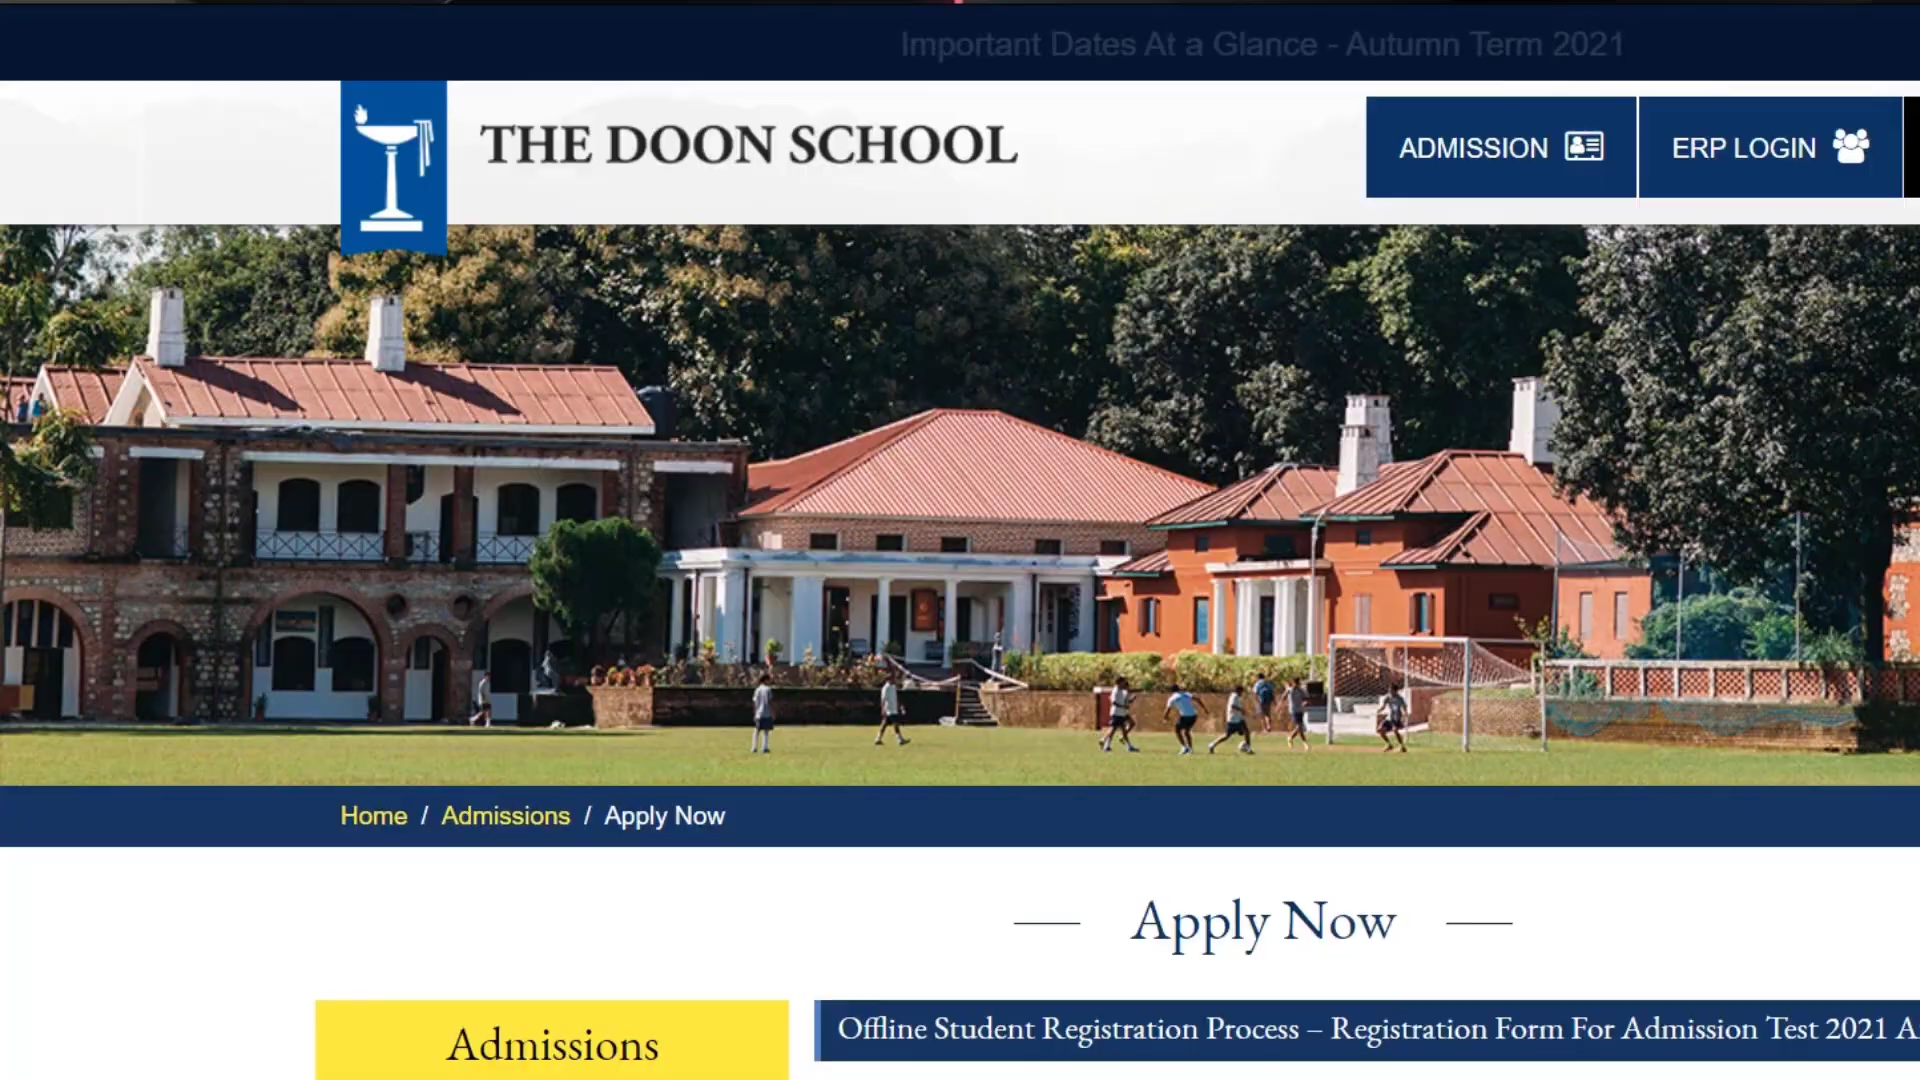 Important Dates At a Glance - Autumn Term 2021
THE DOON SCHOOL
ADMISSION
ERP LOGIN
Home / Admissions / Apply Now
Apply Now
Admissions
Offline Student Registration Process – Registration Form For Admission Test 2021 A